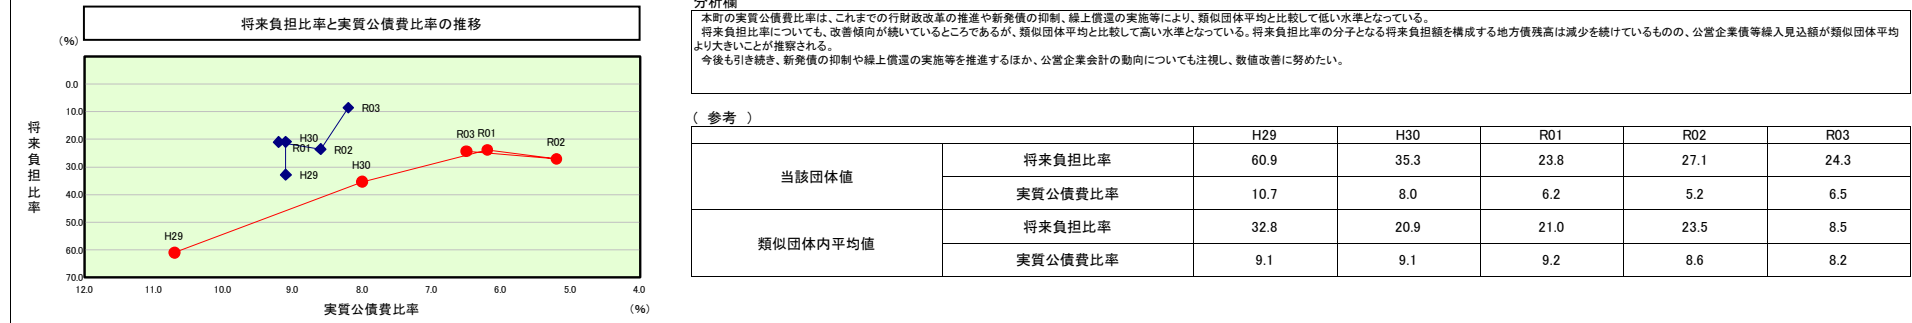 将来負担比率と実質公債費比率の推移
(%)
0.0
10.0
20.0
30.0
40.0
50.0
60.0
70.0
将来負担比率
R03
H30
R01
R02
H29
R03 R01
R02
H30
H29
12.0 11.0 10.0 9.0 8.0 7.0 6.0 5.0 4.0
実質公債費比率 (%)
分析欄
本町の実質公債費比率は、これまでの行財政改革の推進や新発債の抑制、繰上償還の実施等により、類似団体平均と比較して低い水準となっている。
将来負担比率についても、改善傾向が続いているところであるが、類似団体平均と比較して高い水準となっている。将来負担比率の分子となる将来負担額を構成する地方債残高は減少を続けているものの、公営企業債等繰入見込額が類似団体平均
より大きいことが推察される。
今後も引き続き、新発債の抑制や繰上償還の実施等を推進するほか、公営企業会計の動向についても注視し、数値改善に努めたい。
( 参考 )
H29 H30 R01 R02 R03
当該団体値
将来負担比率 60.9 35.3 23.8 27.1 24.3
実質公債費比率 10.7 8.0 6.2 5.2 6.5
類似団体内平均値
将来負担比率 32.8 20.9 21.0 23.5 8.5
実質公債費比率 9.1 9.1 9.2 8.6 8.2